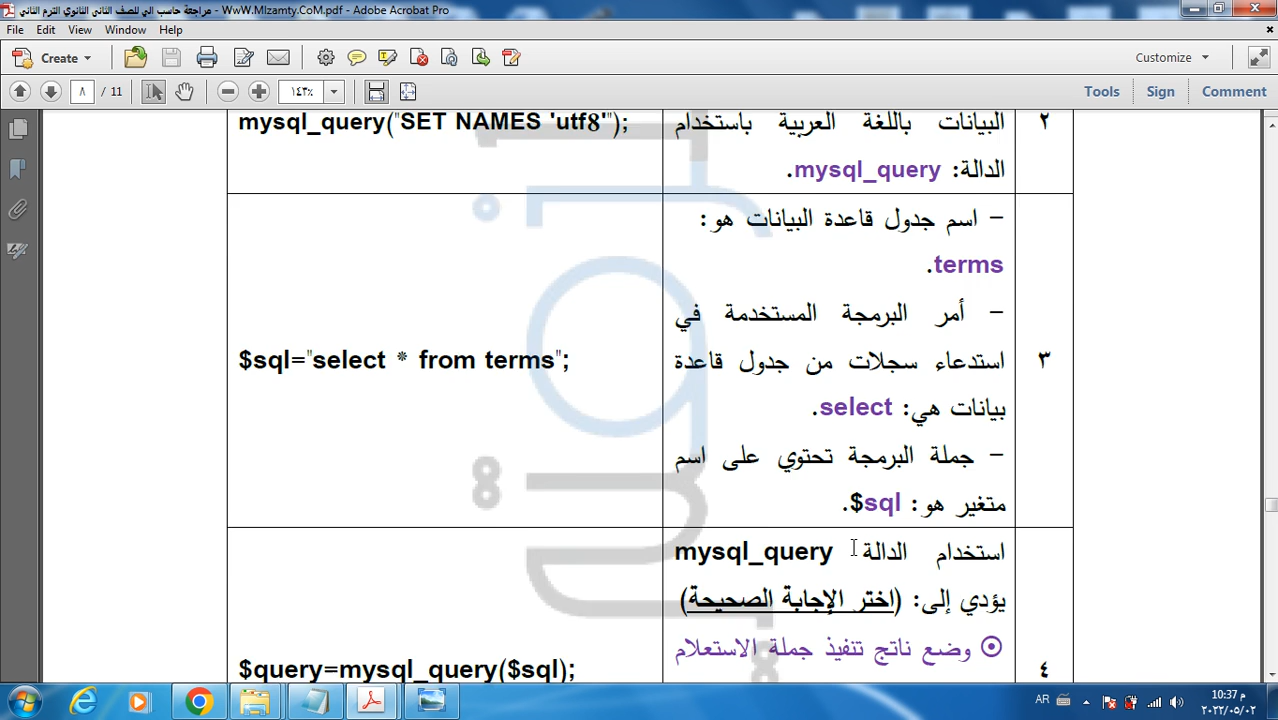 مراجعة حاسب الي للصف الثاني الثانوي الترم الثاني - WwW.MIzamty.CoM.pdf - Adobe Acrobat Pro
File Edit View Window Help
Create
Customize
٨ / 11
١٤٣٪
Tools Sign Comment
٢
البيانات باللغة العربية باستخدام
الدالة: mysql_query.
mysql_query("SET NAMES 'utf8'");
٣
– اسم جدول قاعدة البيانات هو:
terms.
– أمر البرمجة المستخدمة في
استدعاء سجلات من جدول قاعدة
بيانات هي: select.
– جملة البرمجة تحتوي على اسم
متغير هو: $sql.
$sql="select * from terms";
٤
استخدام الدالة mysql_query
يؤدي إلى: (اختر الإجابة الصحيحة)
وضع ناتج تنفيذ جملة الاستعلام
$query=mysql_query($sql);
AR
10:37 م
٢٠٢٢/٠٥/٠٢